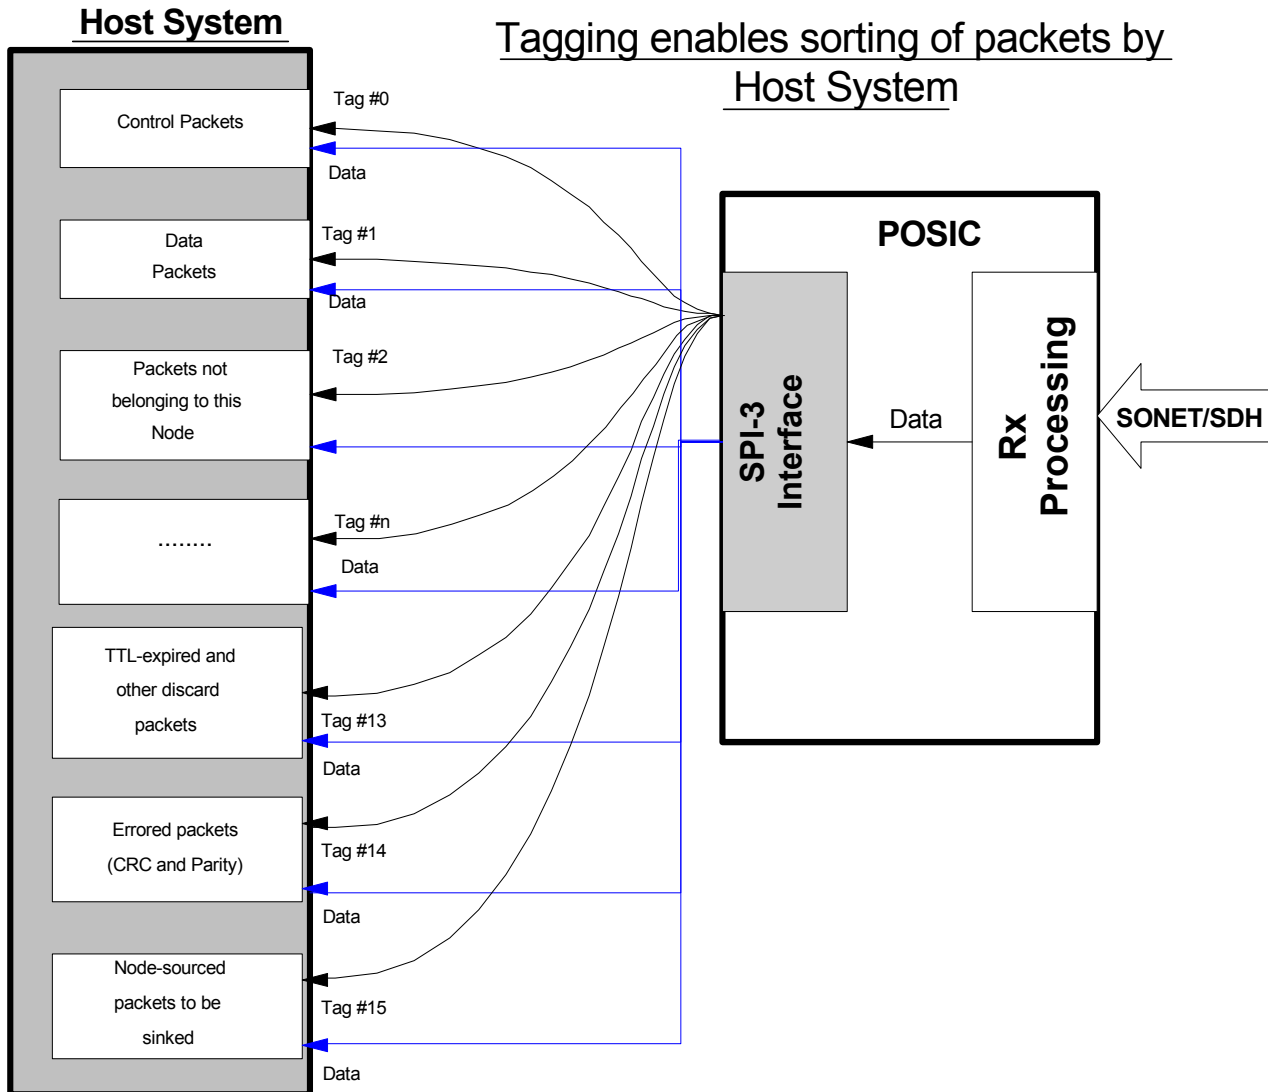 Host System
Tagging enables sorting of packets by
Host System
Control Packets
Tag #0
Data
Data
Packets
Tag #1
Data
Packets not
belonging to this
Node
Tag #2
........
Tag #n
Data
TTL-expired and
other discard
packets
Tag #13
Data
Errored packets
(CRC and Parity)
Tag #14
Data
Node-sourced
packets to be
sinked
Tag #15
Data
POSIC
SPI-3
Interface
Data
Rx
Processing
SONET/SDH